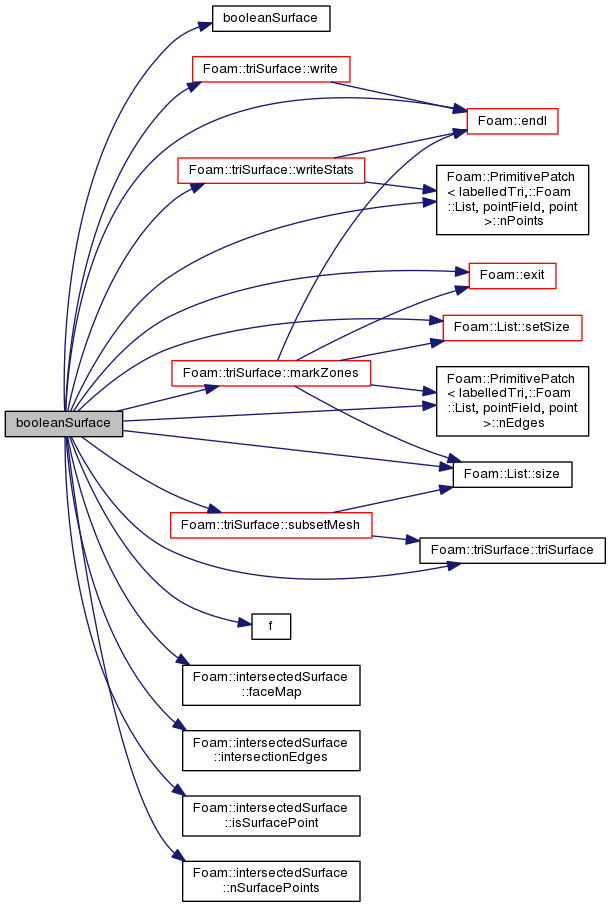 booleanSurface
Foam::triSurface::write
Foam::endl
Foam::triSurface::writeStats
Foam::PrimitivePatch
< labelledTri,::Foam
::List, pointField, point
>::nPoints
Foam::exit
Foam::List::setSize
Foam::triSurface::markZones
Foam::PrimitivePatch
< labelledTri,::Foam
::List, pointField, point
>::nEdges
booleanSurface
Foam::List::size
Foam::triSurface::subsetMesh
Foam::triSurface::triSurface
f
Foam::intersectedSurface
::faceMap
Foam::intersectedSurface
::intersectionEdges
Foam::intersectedSurface
::isSurfacePoint
Foam::intersectedSurface
::nSurfacePoints